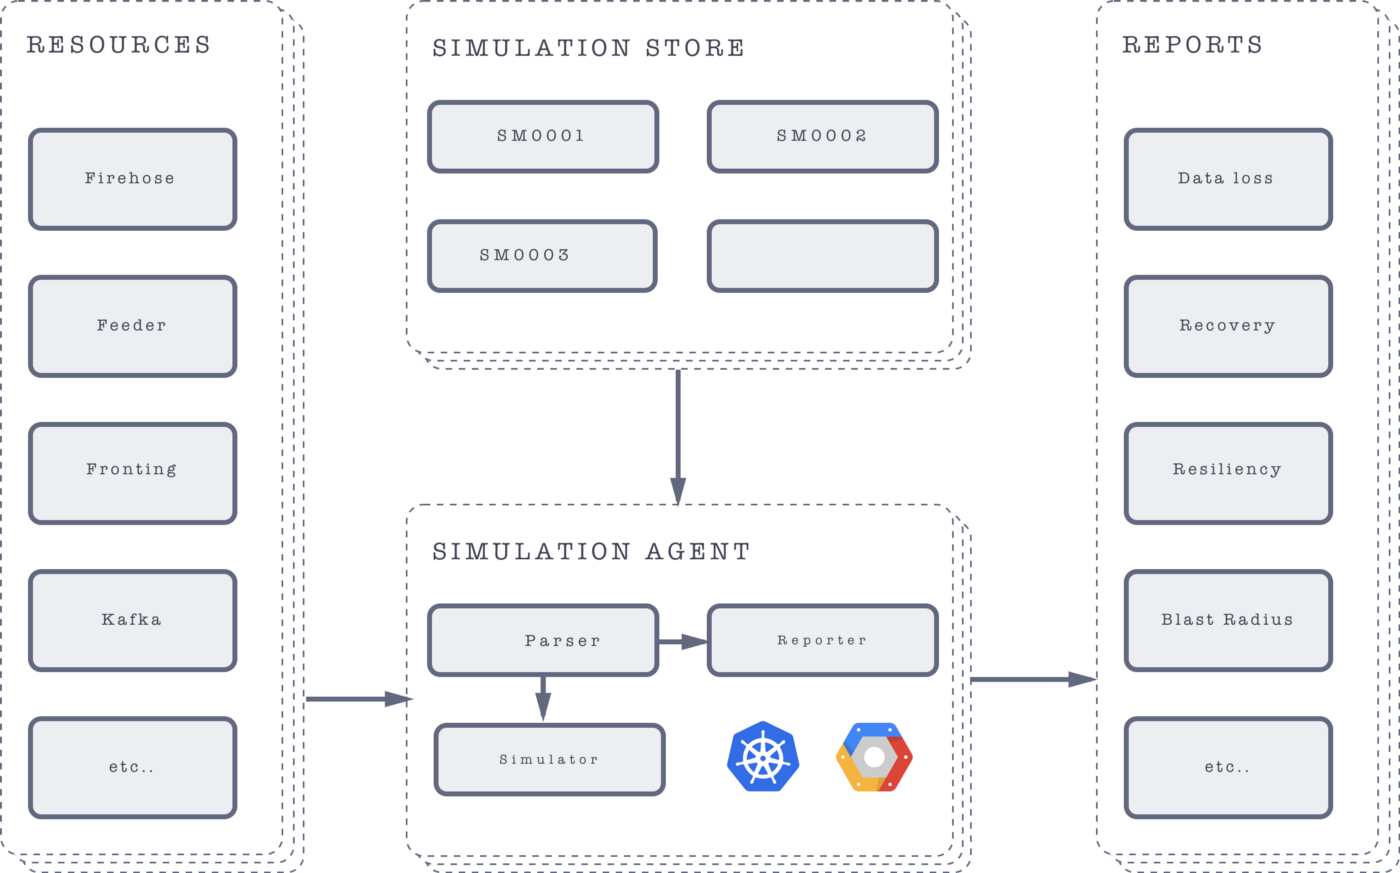 RESOURCES
Firehose
Feeder
Fronting
Kafka
etc..
SIMULATION STORE
SM0001
SM0002
SM0003
SIMULATION AGENT
Parser
Reporter
Simulator
REPORTS
Data loss
Recovery
Resiliency
Blast Radius
etc..